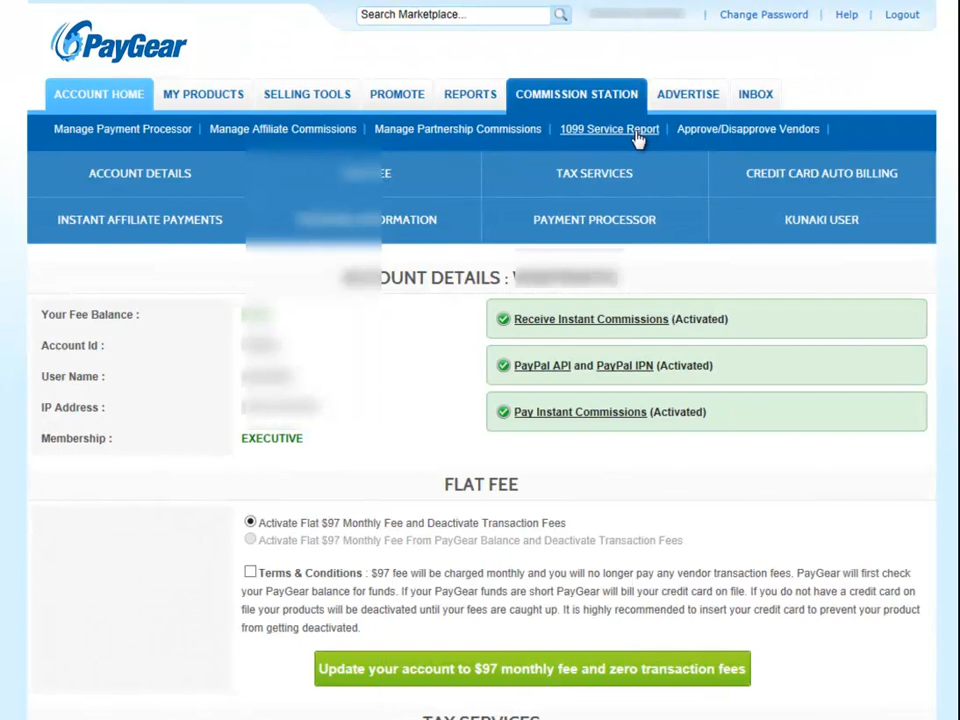 Search Marketplace...
Change Password | Help | Logout
PayGear
ACCOUNT HOME MY PRODUCTS SELLING TOOLS PROMOTE REPORTS COMMISSION STATION ADVERTISE INBOX
Manage Payment Processor | Manage Affiliate Commissions | Manage Partnership Commissions | 1099 Service Report | Approve/Disapprove Vendors |
ACCOUNT DETAILS TAX SERVICES CREDIT CARD AUTO BILLING
INSTANT AFFILIATE PAYMENTS PAYMENT PROCESSOR KUNAKI USER
DETAILS :
Your Fee Balance :
Receive Instant Commissions (Activated)
Account Id :
User Name :
PayPal API and PayPal IPN (Activated)
IP Address :
Pay Instant Commissions (Activated)
Membership : EXECUTIVE
FLAT FEE
Activate Flat $97 Monthly Fee and Deactivate Transaction Fees
Activate Flat $97 Monthly Fee From PayGear Balance and Deactivate Transaction Fees
Terms & Conditions : $97 fee will be charged monthly and you will no longer pay any vendor transaction fees. PayGear will first check
your PayGear balance for funds. If your PayGear funds are short PayGear will bill your credit card on file. If you do not have a credit card on
file your products will be deactivated until your fees are caught up. It is highly recommended to insert your credit card to prevent your product
from getting deactivated.
Update your account to $97 monthly fee and zero transaction fees
TAX SERVICES